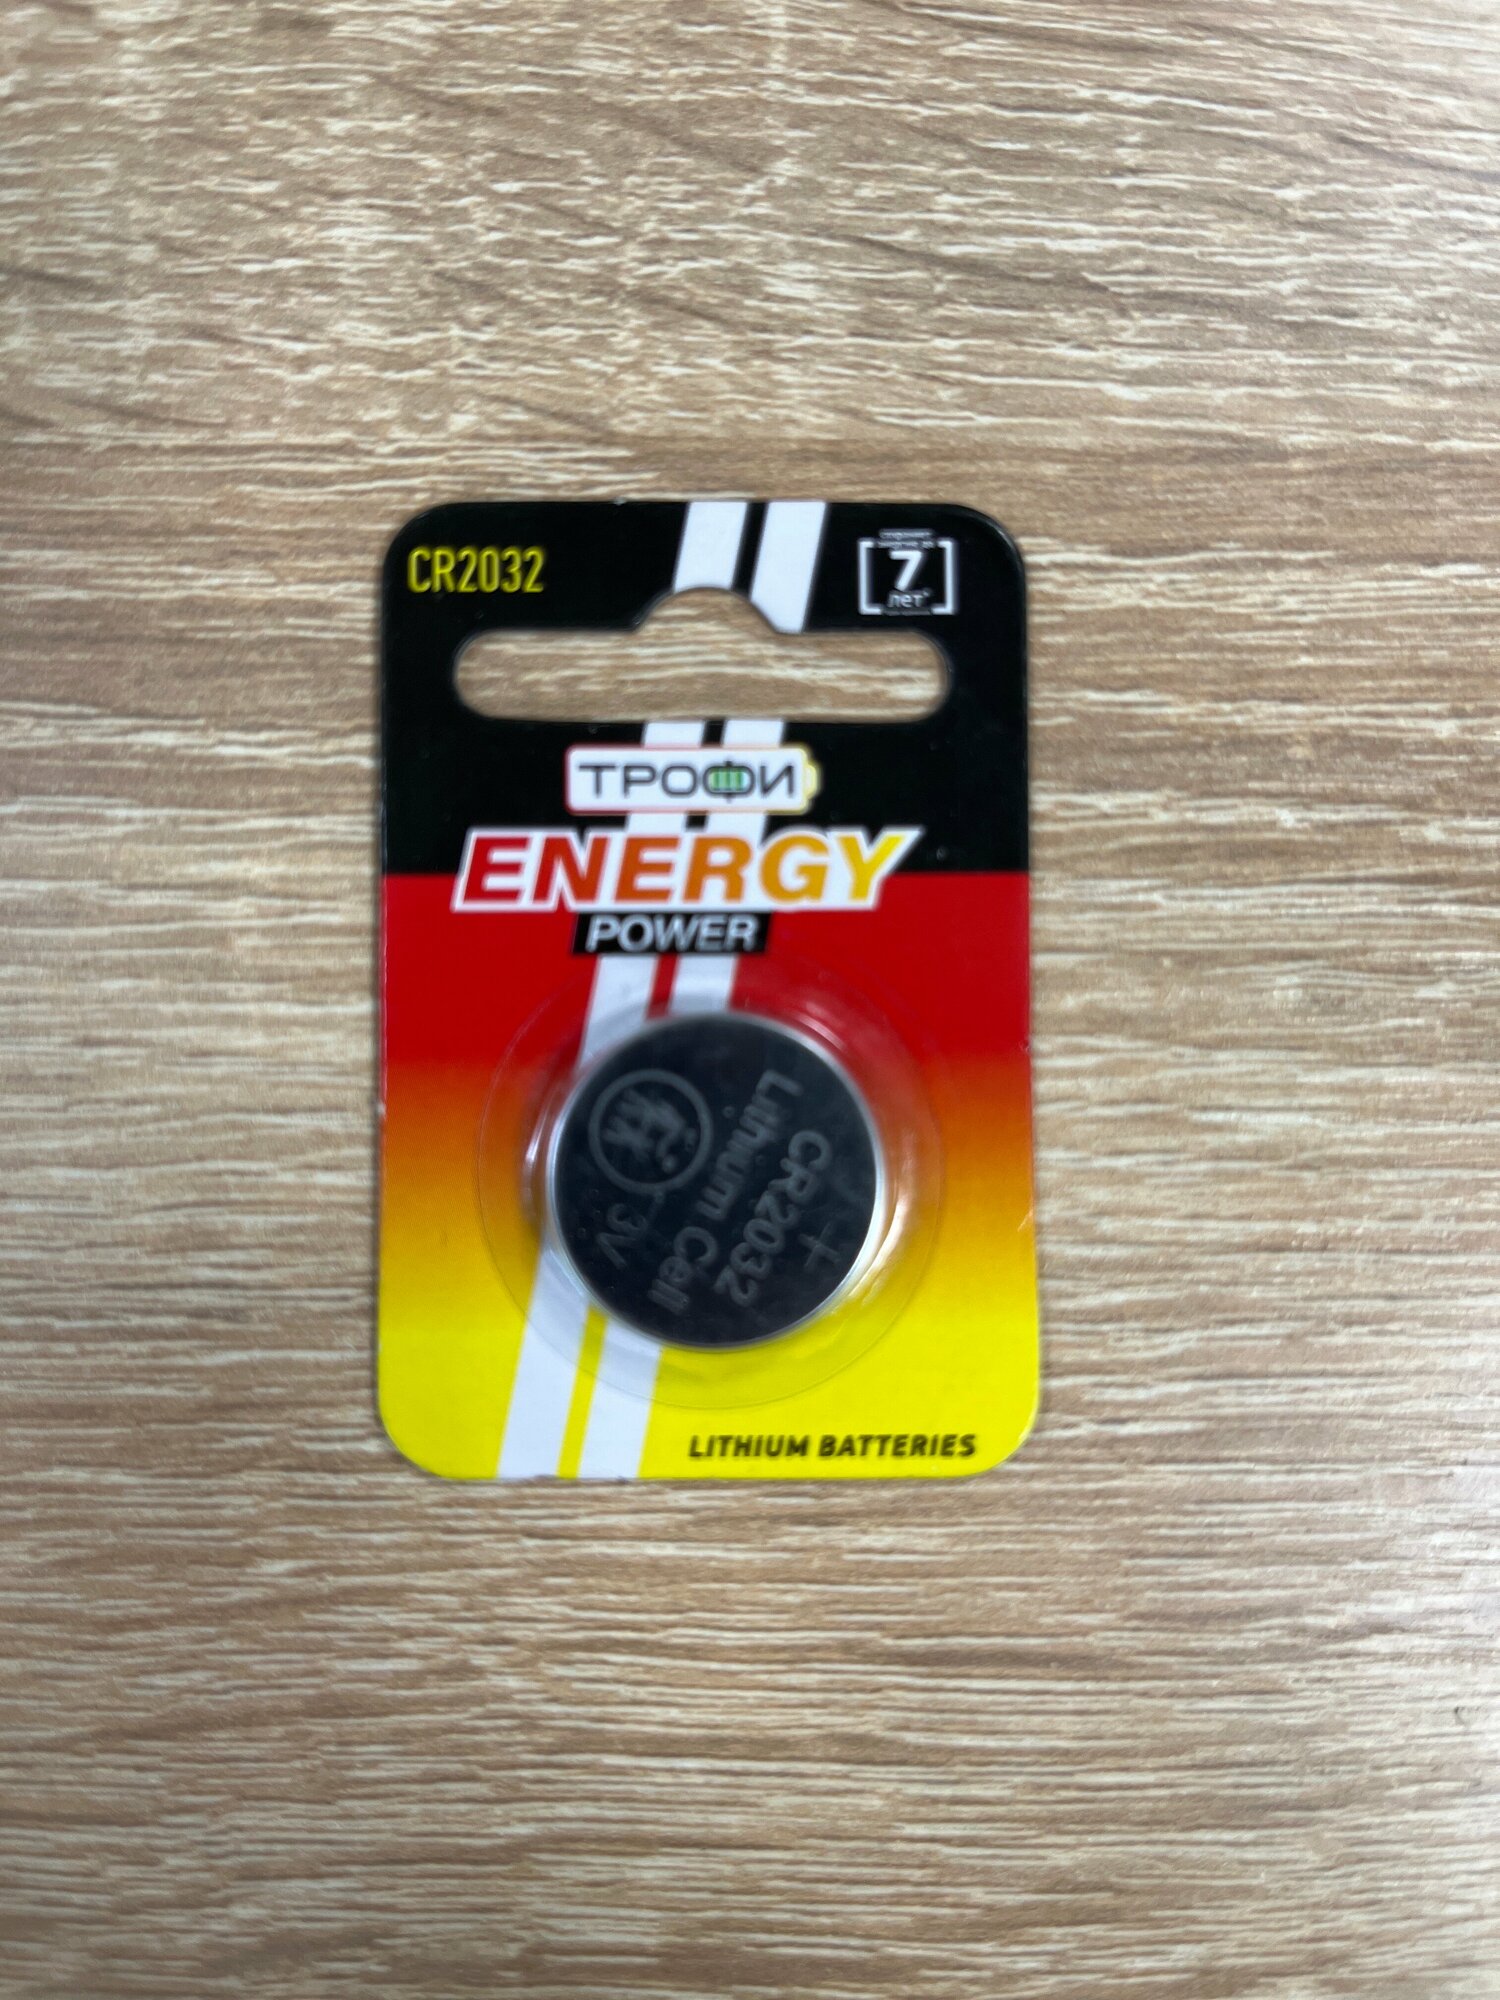 CR2032
7
лет*
ТРОФИ
ENERGY
POWER
+
CR2032
Lithium Cell
3V
LITHIUM BATTERIES